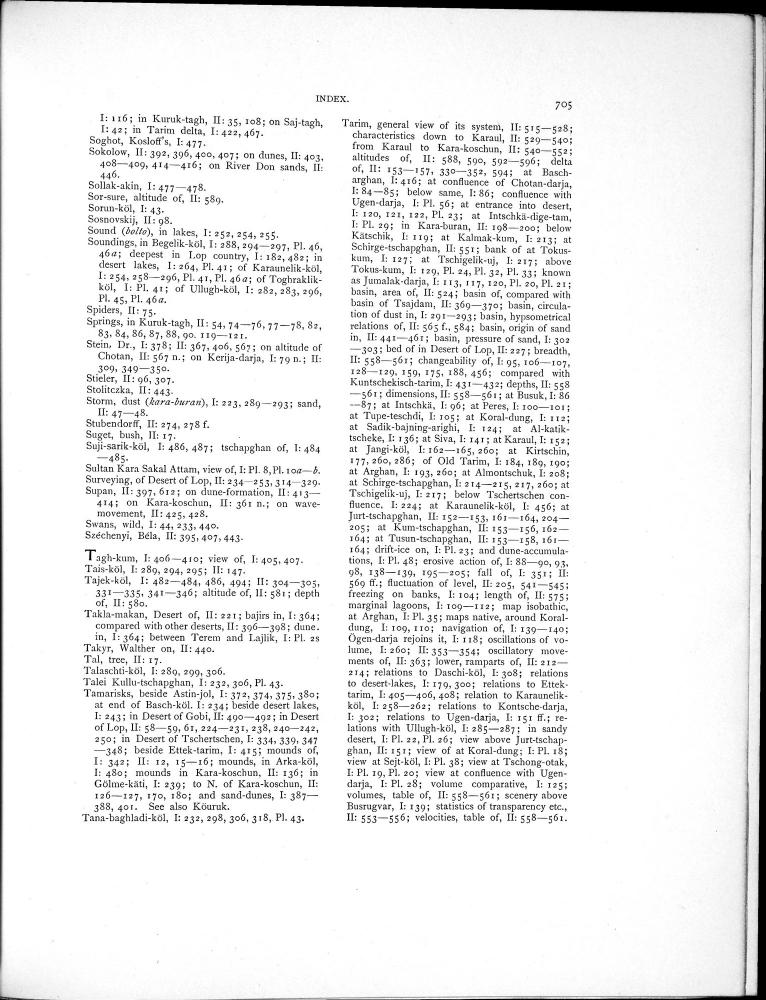 INDEX.
705
I: 116; in Kuruk-tagh, II: 35, 108; on Saj-tagh,
I: 42; in Tarim delta, I: 422, 467.
Soghot, Kosloff's, I: 477.
Sokolow, II: 392, 396, 400, 407; on dunes, II: 403,
408—409, 414—416; on River Don sands, II:
446.
Sollak-akin, I: 477—478.
Sor-sure, altitude of, II: 589.
Sorun-köl, I: 43.
Sosnovskij, II: 98.
Sound (bolto), in lakes, I: 252, 254, 255.
Soundings, in Begelik-köl, I: 288, 294—297, Pl. 46,
46a; deepest in Lop country, I: 182, 482; in
desert lakes, I: 264, Pl. 41; of Karaunelik-köl,
I: 254, 258—296, Pl. 41, Pl. 46a; of Toghraklik-
köl, I: Pl. 41; of Ullugh-köl, I: 282, 283, 296,
Pl. 45, Pl. 46a.
Spiders, II: 75.
Springs, in Kuruk-tagh, II: 54, 74—76, 77—78, 82,
83, 84, 86, 87, 88, 90. 119—121.
Stein, Dr., I: 378; II: 367, 406, 567; on altitude of
Chotan, II: 567 n.; on Kerija-darja, I: 79 n.; II:
309, 349—350.
Stieler, II: 96, 307.
Stolitczka, II: 443.
Storm, dust (kara-buran), I: 223, 289—293; sand,
II: 47—48.
Stubendorff, II: 274, 278 f.
Suget, bush, II: 17.
Suji-sarik-köl, I: 486, 487; tschapghan of, I: 484
—485.
Sultan Kara Sakal Attam, view of, I: Pl. 8, Pl. 10a—b.
Surveying, of Desert of Lop, II: 234—253, 314—329.
Supan, II: 397, 612; on dune-formation, II: 413—
414; on Kara-koschun, II: 361 n.; on wave-
movement, II: 425, 428.
Swans, wild, I: 44, 233, 440.
Széchenyi, Béla, II: 395, 407, 443.
Tagh-kum, I: 406—410; view of, I: 405, 407.
Tais-köl, I: 289, 294, 295; II: 147.
Tajek-köl, I: 482—484, 486, 494; II: 304—305,
331—335, 341—346; altitude of, II: 581; depth
of, II: 580.
Takla-makan, Desert of, II: 221; bajirs in, I: 364;
compared with other deserts, II: 396—398; dune.
in, I: 364; between Terem and Lajlik, I: Pl. 2s
Takyr, Walther on, II: 440.
Tal, tree, II: 17.
Talaschti-köl, I: 289, 299, 306.
Talei Kullu-tschapghan, I: 232, 306, Pl. 43.
Tamarisks, beside Astin-jol, I: 372, 374, 375, 380;
at end of Basch-köl. I: 234; beside desert lakes,
I: 243; in Desert of Gobi, II: 490—492; in Desert
of Lop, II: 58—59, 61, 224—231, 238, 240—242,
250; in Desert of Tschertschen, I: 334, 339, 347
—348; beside Ettek-tarim, I: 415; mounds of,
I: 342; II: 12, 15—16; mounds, in Arka-köl,
I: 480; mounds in Kara-koschun, II: 136; in
Gölme-käti, I: 239; to N. of Kara-koschun, II:
126—127, 170, 180; and sand-dunes, I: 387—
388, 401. See also Köuruk.
Tana-baghladi-köl, I: 232, 298, 306, 318, Pl. 43.
Tarim, general view of its system, II: 515—528;
characteristics down to Karaul, II: 529—540;
from Karaul to Kara-koschun, II: 540—552;
altitudes of, II: 588, 590, 592—596; delta
of, II: 153—157, 330—352, 594; at Basch-
arghan, I: 416; at confluence of Chotan-darja,
I: 84—85; below same, I: 86; confluence with
Ugen-darja, I: Pl. 56; at entrance into desert,
I: 120, 121, 122, Pl. 23; at Intschkä-dige-tam,
I: Pl. 29; in Kara-buran, II: 198—200; below
Kätschik, I: 119; at Kalmak-kum, I: 213; at
Schirge-tschapghan, II: 551; bank of at Tokus-
kum, I: 127; at Tschigelik-uj, I: 217; above
Tokus-kum, I: 129, Pl. 24, Pl. 32, Pl. 33; known
as Jumalak-darja, I: 113, 117, 120, Pl. 20, Pl. 21;
basin, area of, II: 524; basin of, compared with
basin of Tsajdam, II: 369—370; basin, circula-
tion of dust in, I: 291—293; basin, hypsometrical
relations of, II: 565 f., 584; basin, origin of sand
in, II: 441—461; basin, pressure of sand, I: 302
—303; bed of in Desert of Lop, II: 227; breadth,
II: 558—561; changeability of, I: 95, 106—107,
128—129, 159, 175, 188, 456; compared with
Kuntschekisch-tarim, I: 431—432; depths, II: 558
—561; dimensions, II: 558—561; at Busuk, I: 86
—87; at Intschkä, I: 96; at Peres, I: 100—101;
at Tupe-teschdi, I: 105; at Koral-dung, I: 112;
at Sadik-bajning-arighi, I: 124; at Al-katik-
tscheke, I: 136; at Siva, I: 141; at Karaul, I: 152;
at Jangi-köl, I: 162—165, 260; at Kirtschin,
177, 260, 286; of Old Tarim, I: 184, 189, 190;
at Arghan, I: 193, 260; at Almontschuk, I: 208;
at Schirge-tschapghan, I: 214—215, 217, 260; at
Tschigelik-uj, I: 217; below Tschertschen con-
fluence, I: 224; at Karaunelik-köl, I: 456; at
Jurt-tschapghan, II: 152—153, 161—164, 204—
205; at Kum-tschapghan, II: 153—156, 162—
164; at Tusun-tschapghan, II: 153—158, 161—
164; drift-ice on, I: Pl. 23; and dune-accumula-
tions, I: Pl. 48; erosive action of, I: 88—90, 93,
98, 138—139, 195—205; fall of, I: 351; II:
569 ff.; fluctuation of level, II: 205, 541—545;
freezing on banks, I: 104; length of, II: 575;
marginal lagoons, I: 109—112; map isobathic,
at Arghan, I: Pl. 35; maps native, around Koral-
dung, I: 109, 110; navigation of, I: 139—140;
Ögen-darja rejoins it, I: 118; oscillations of vo-
lume, I: 260; II: 353—354; oscillatory move-
ments of, II: 363; lower, ramparts of, II: 212—
214; relations to Daschi-köl, I: 308; relations
to desert-lakes, I: 179, 300; relations to Ettek-
tarim, I: 405—406, 408; relation to Karaunelik-
köl, I: 258—262; relations to Kontsche-darja,
I: 302; relations to Ugen-darja, I: 151 ff.; re-
lations with Ullugh-köl, I: 285—287; in sandy
desert, I: Pl. 22, Pl. 26; view above Jurt-tschap-
ghan, II: 151; view of at Koral-dung; I: Pl. 18;
view at Sejt-köl, I: Pl. 38; view at Tschong-otak,
I: Pl. 19, Pl. 20; view at confluence with Ugen-
darja, I: Pl. 28; volume comparative, I: 125;
volumes, table of, II: 558—561; scenery above
Busrugvar, I: 139; statistics of transparency etc.,
II: 553—556; velocities, table of, II: 558—561.